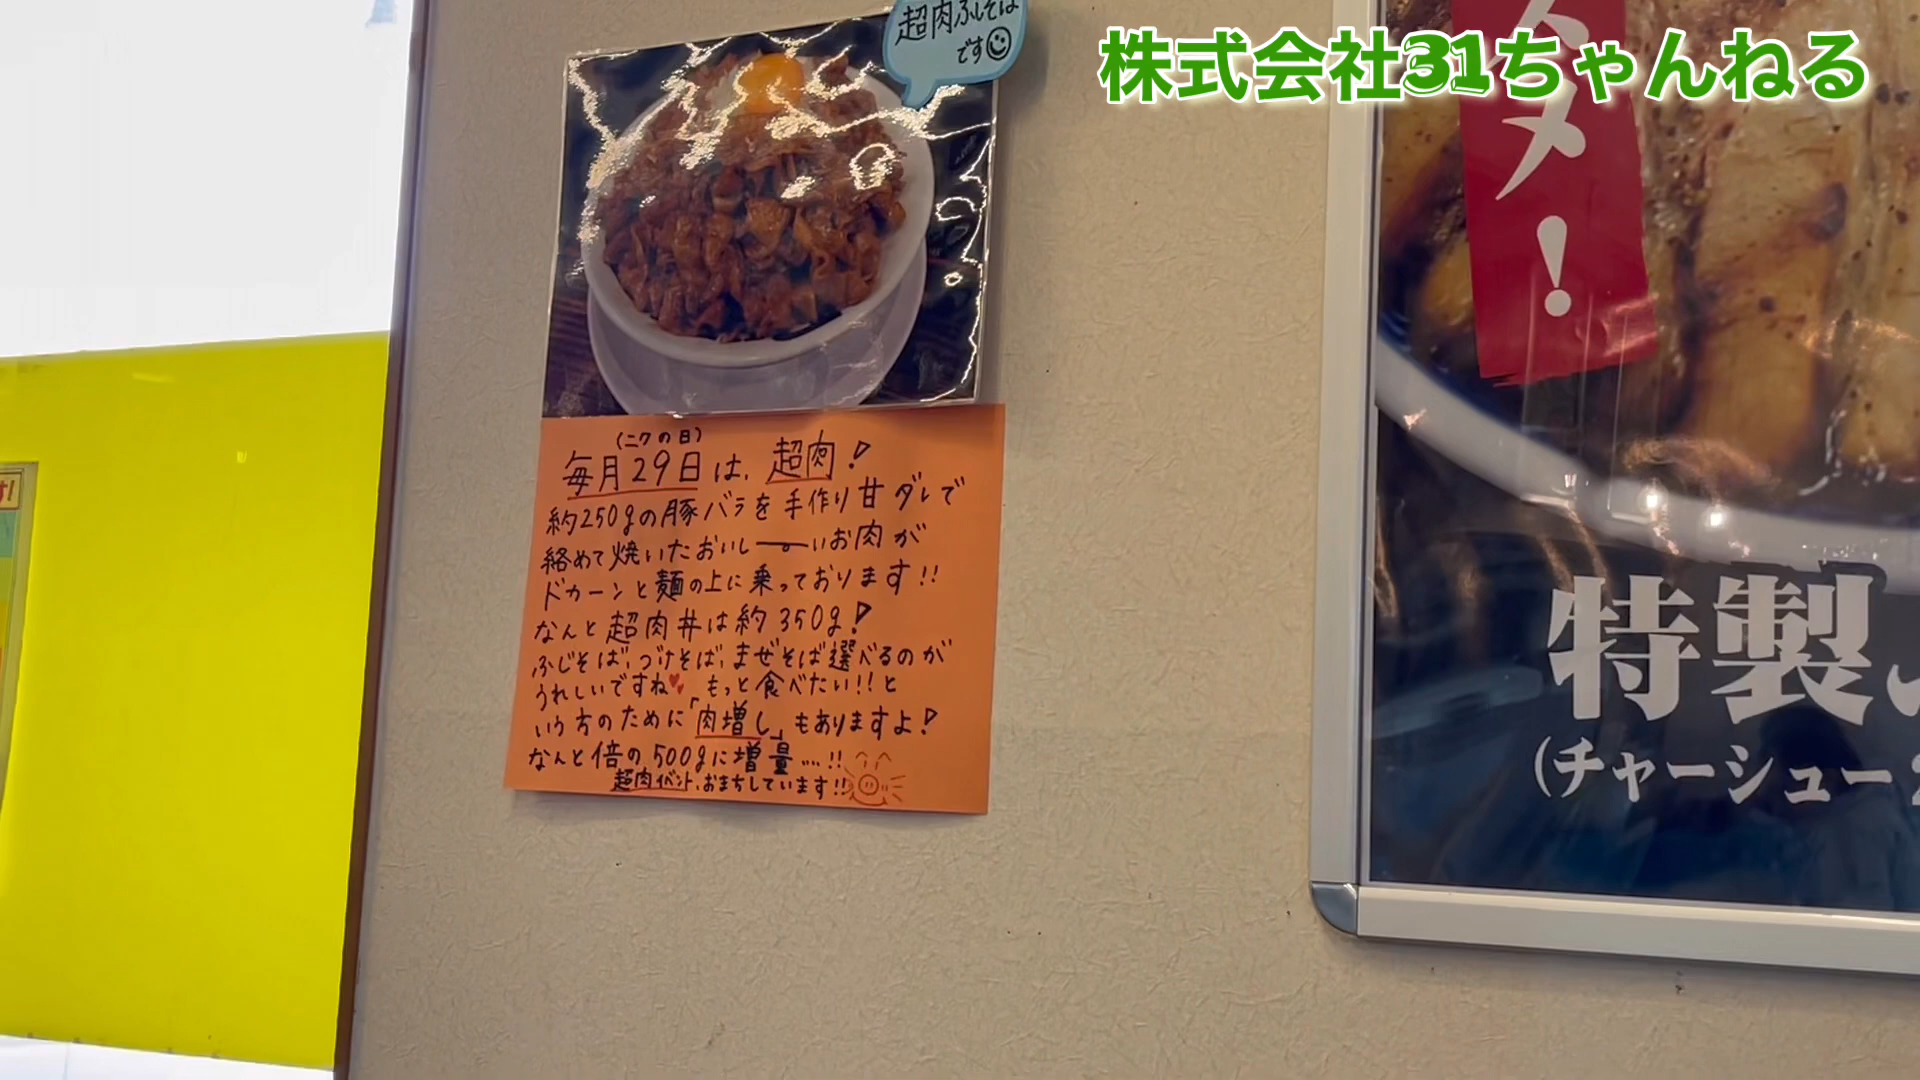 超肉ふじそば
です
株式会社31ちゃんねる
メ!
(ニクの日)
毎月29日は、超肉!
約250gの豚バラを手作り甘ダレで
絡めて焼いたおいしーーいお肉が
ドカーンと麺の上に乗っております!!
なんと超肉丼は約350g!
ふじそば、つけそば、まぜそば選べるのが
うれしいですね♥ もっと食べたい!!と
いう方のために「肉増し」もありますよ!
なんと倍の500gに増量...!!
超肉イベント、おまちしています!!
特製
(チャーシュー